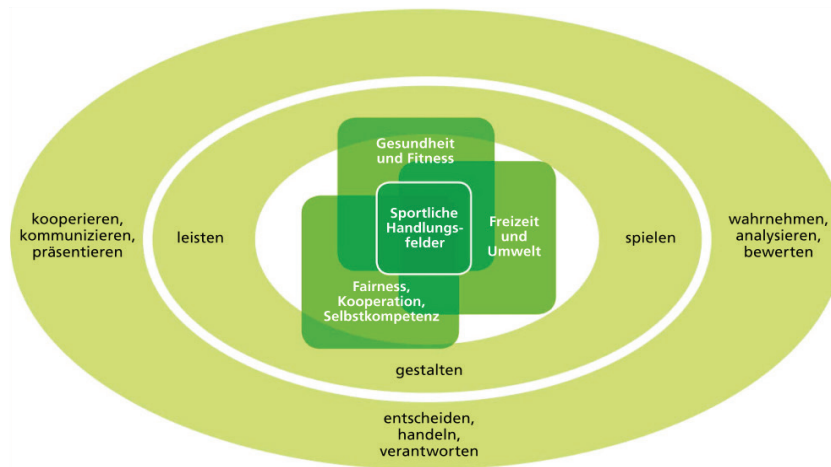 Gesundheit
und Fitness
kooperieren,
kommunizieren,
präsentieren
leisten
Sportliche
Handlungs-
felder
Freizeit
und
Umwelt
spielen
wahrnehmen,
analysieren,
bewerten
Fairness,
Kooperation,
Selbstkompetenz
gestalten
entscheiden,
handeln,
verantworten